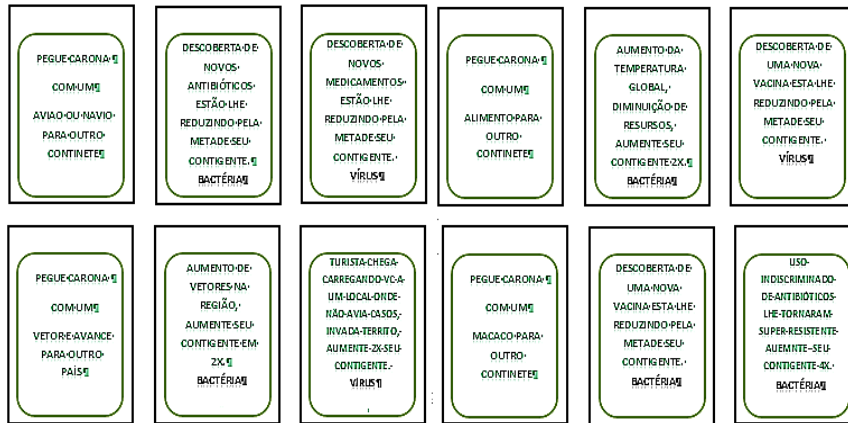 PEGUE CARONA ¶
COM UM¶
AVIAO OU NAVIO
PARA OUTRO
CONTINETE¶
DESCOBERTA DE
NOVOS
ANTIBIÓTICOS
ESTÃO LHE
REDUZINDO PELA
METADE SEU
CONTIGENTE.¶
BACTÉRIA¶
DESCOBERTA DE
NOVOS
MEDICAMENTOS
ESTÃO LHE
REDUZINDO PELA
METADE SEU
CONTIGENTE.
VÍRUS¶
PEGUE CARONA ¶
COM UM¶
ALIMENTO PARA
OUTRO
CONTINETE¶
AUMENTO DA
TEMPERATURA
GLOBAL,
DIMINUIÇÃO DE
RESURSOS,
AUMENTE SEU
CONTIGENTE 2X.¶
BACTÉRIA¶
DESCOBERTA DE
UMA NOVA
VACINA ESTA LHE
REDUZINDO PELA
METADE SEU
CONTIGENTE.
VÍRUS¶
PEGUE CARONA ¶
COM UM¶
VETOR E AVANCE
PARA OUTRO
PAÍS¶
AUMENTO DE
VETORES NA
REGIÃO,
AUMENTE SEU
CONTIGENTE EM
2X.¶
BACTÉRIA¶
TURISTA CHEGA
CARREGANDO VC A
UM LOCAL ONDE
NÃO AVIA CASOS,
INVADA TERRITO,
AUMENTE 2X SEU
CONTIGENTE.
VÍRUS¶
PEGUE CARONA ¶
COM UM¶
MACACO PARA
OUTRO
CONTINETE¶
DESCOBERTA DE
UMA NOVA
VACINA ESTA LHE
REDUZINDO PELA
METADE SEU
CONTIGENTE.
BACTÉRIA¶
USO
INDISCRIMINADO
DE ANTIBIÓTICOS
LHE TORNARAM
SUPER RESISTENTE
AUEMNTE SEU
CONTIGENTE 4X.
BACTÉRIA¶